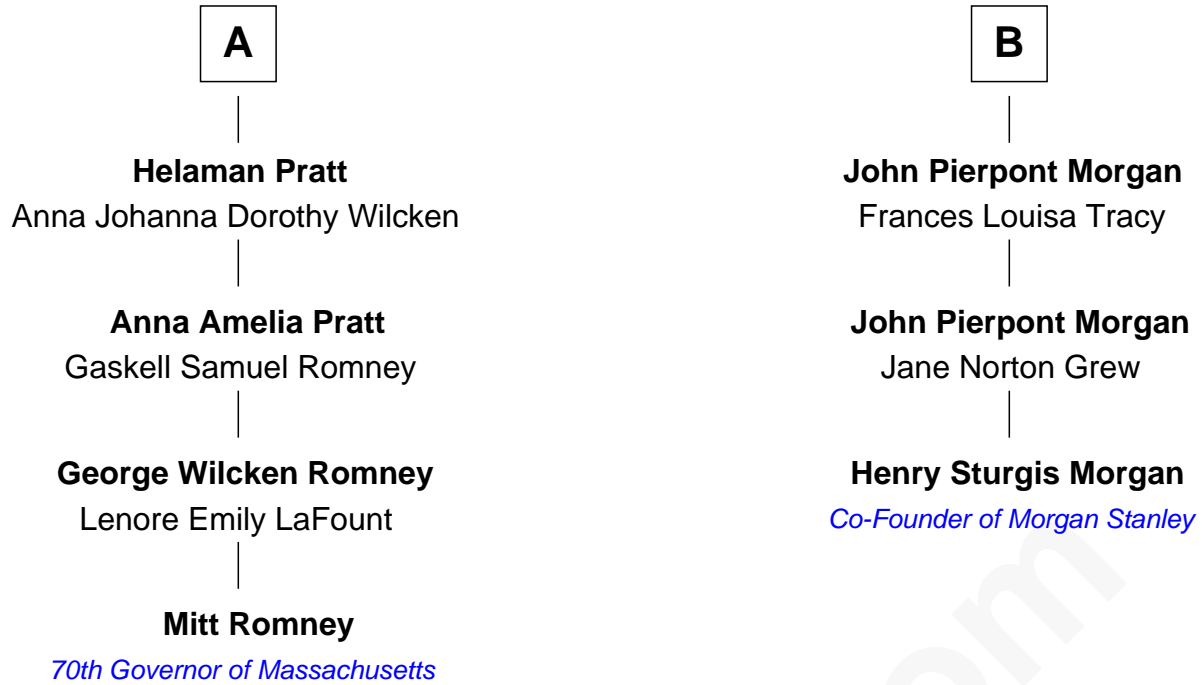 A
Helaman Pratt
Anna Johanna Dorothy Wilcken
Anna Amelia Pratt
Gaskell Samuel Romney
George Wilcken Romney
Lenore Emily LaFount
Mitt Romney
70th Governor of Massachusetts
B
John Pierpont Morgan
Frances Louisa Tracy
John Pierpont Morgan
Jane Norton Grew
Henry Sturgis Morgan
Co-Founder of Morgan Stanley
om